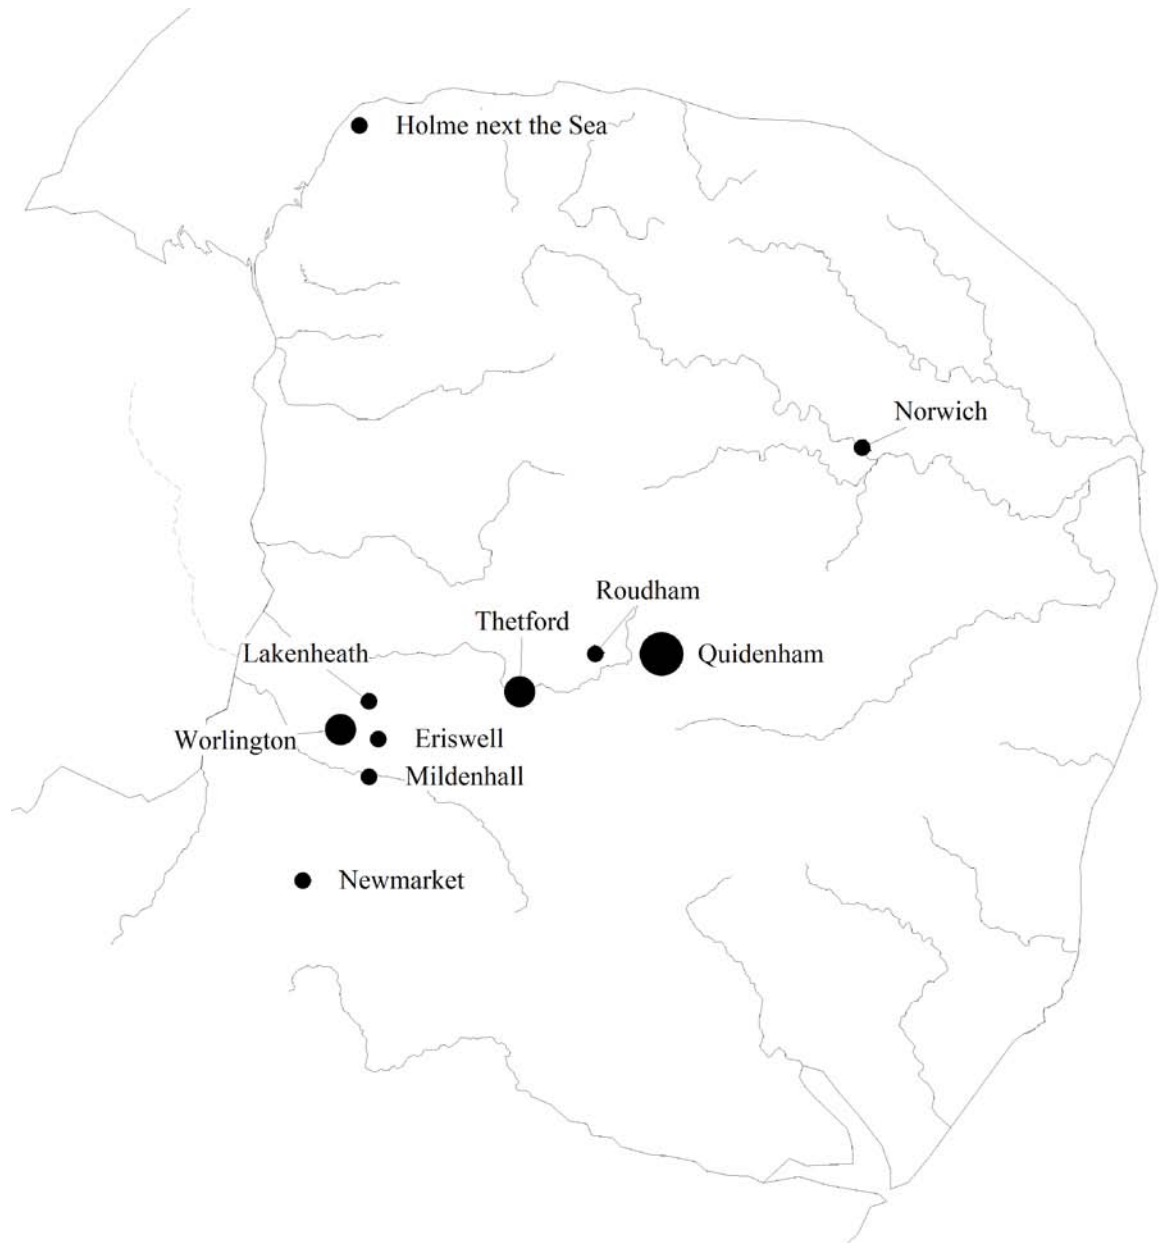 Holme next the Sea
Norwich
Roudham
Thetford
Lakenheath
Quidenham
Worlington
Eriswell
Mildenhall
Newmarket